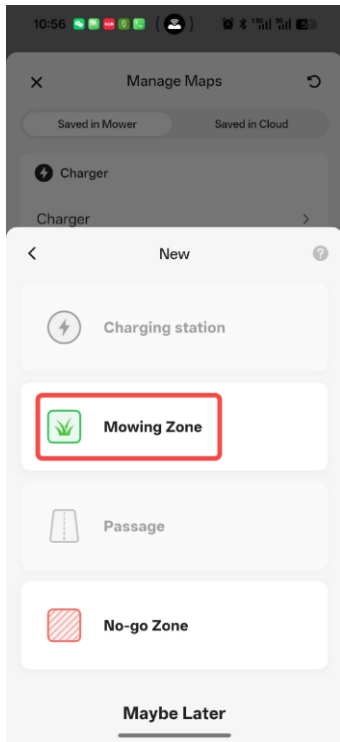 10:56
Manage Maps
Saved in Mower Saved in Cloud
Charger
Charger
New
Charging station
Mowing Zone
Passage
No-go Zone
Maybe Later